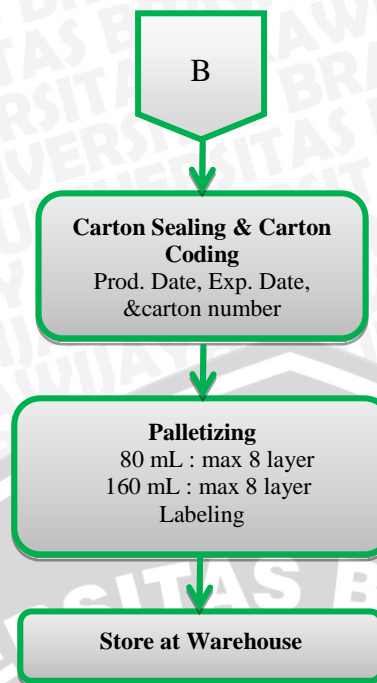 B
Carton Sealing & Carton
Coding
Prod. Date, Exp. Date,
&carton number
Palletizing
80 mL : max 8 layer
160 mL : max 8 layer
Labeling
Store at Warehouse